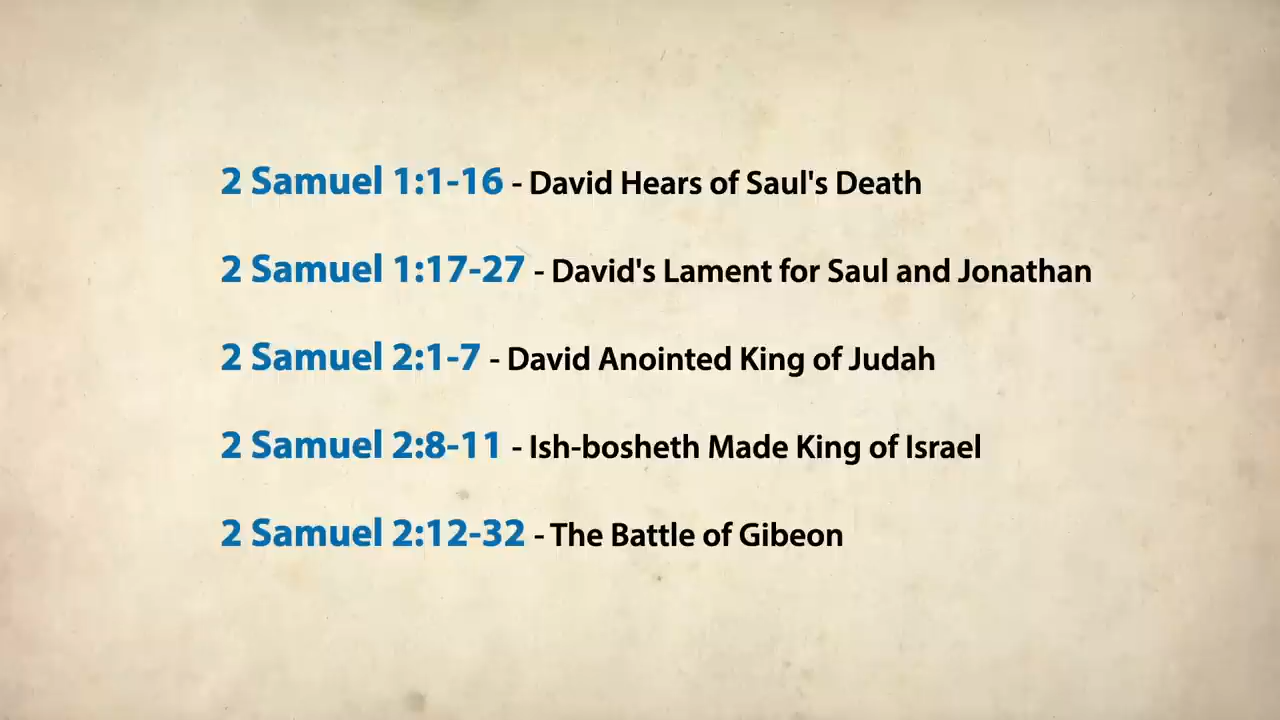 2 Samuel 1:1-16 - David Hears of Saul's Death
2 Samuel 1:17-27 - David's Lament for Saul and Jonathan
2 Samuel 2:1-7 - David Anointed King of Judah
2 Samuel 2:8-11 - Ish-bosheth Made King of Israel
2 Samuel 2:12-32 - The Battle of Gibeon